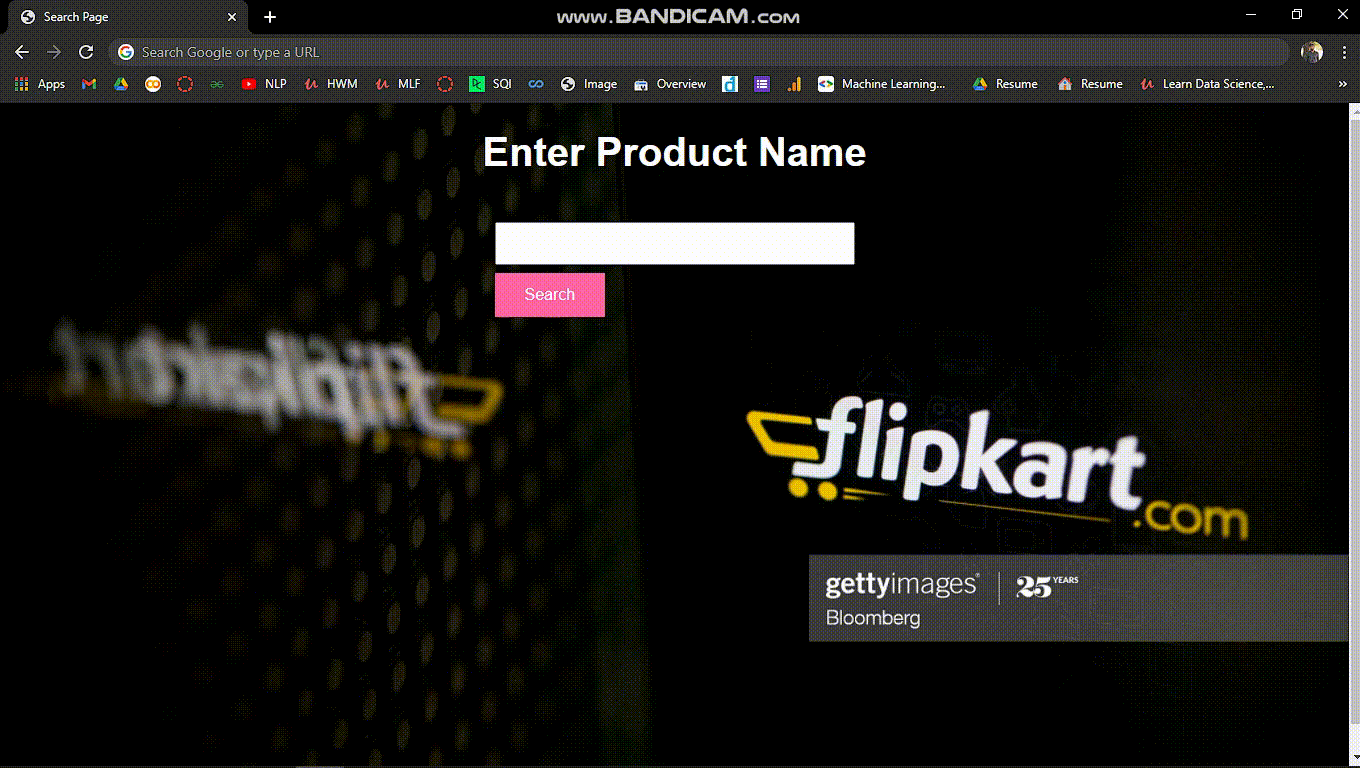 Search Page
www.BANDICAM.com
Search Google or type a URL
Apps NLP HWM MLF SQl Image Overview Machine Learning... Resume Resume Learn Data Science,... »
Enter Product Name
Search
flipkart
flipkart.com
gettyimages® 25 YEARS
Bloomberg